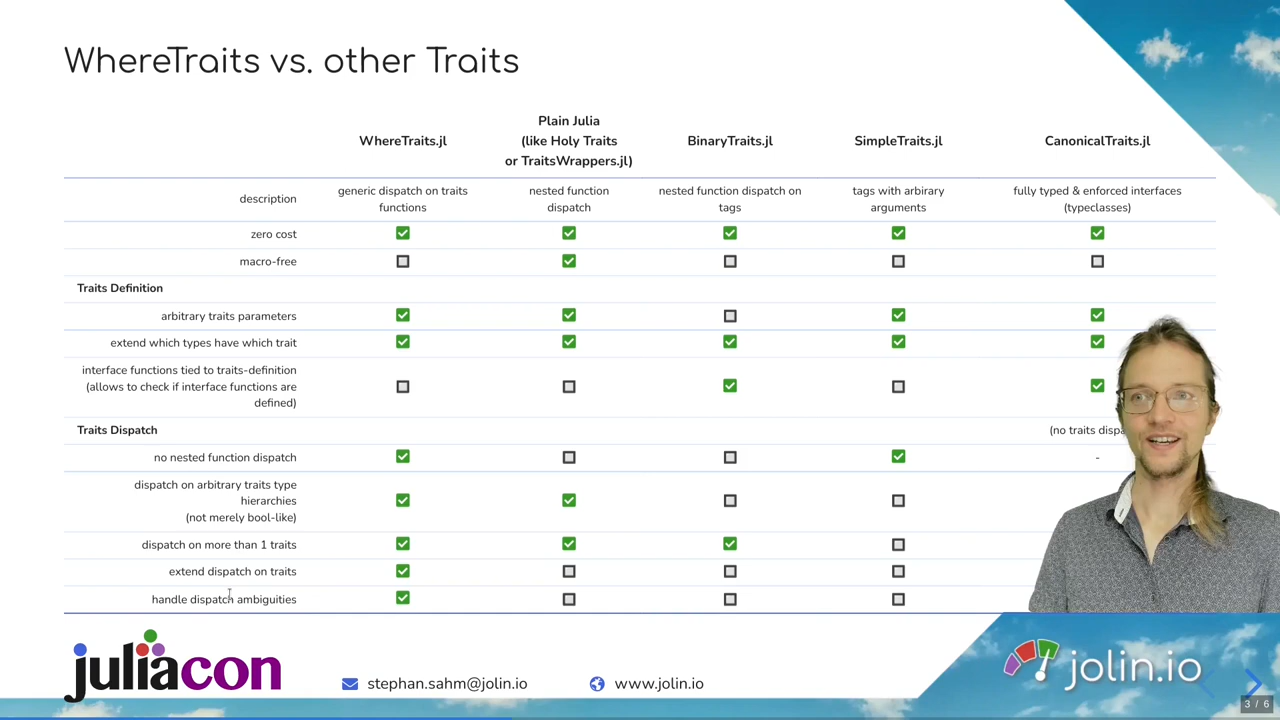 WhereTraits vs. other Traits
WhereTraits.jl
Plain Julia
(like Holy Traits
or TraitsWrappers.jl)
BinaryTraits.jl
SimpleTraits.jl
CanonicalTraits.jl
description
generic dispatch on traits
functions
nested function
dispatch
nested function dispatch on
tags
tags with arbirary
arguments
fully typed & enforced interfaces
(typeclasses)
zero cost
macro-free
Traits Definition
arbitrary traits parameters
extend which types have which trait
interface functions tied to traits-definition
(allows to check if interface functions are
defined)
Traits Dispatch
(no traits
no nested function dispatch
-
dispatch on arbitrary traits type
hierarchies
(not merely bool-like)
dispatch on more than 1 traits
extend dispatch on traits
handle dispatch ambiguities
juliacon
stephan.sahm@jolin.io
www.jolin.io
jolin.io
3 / 6